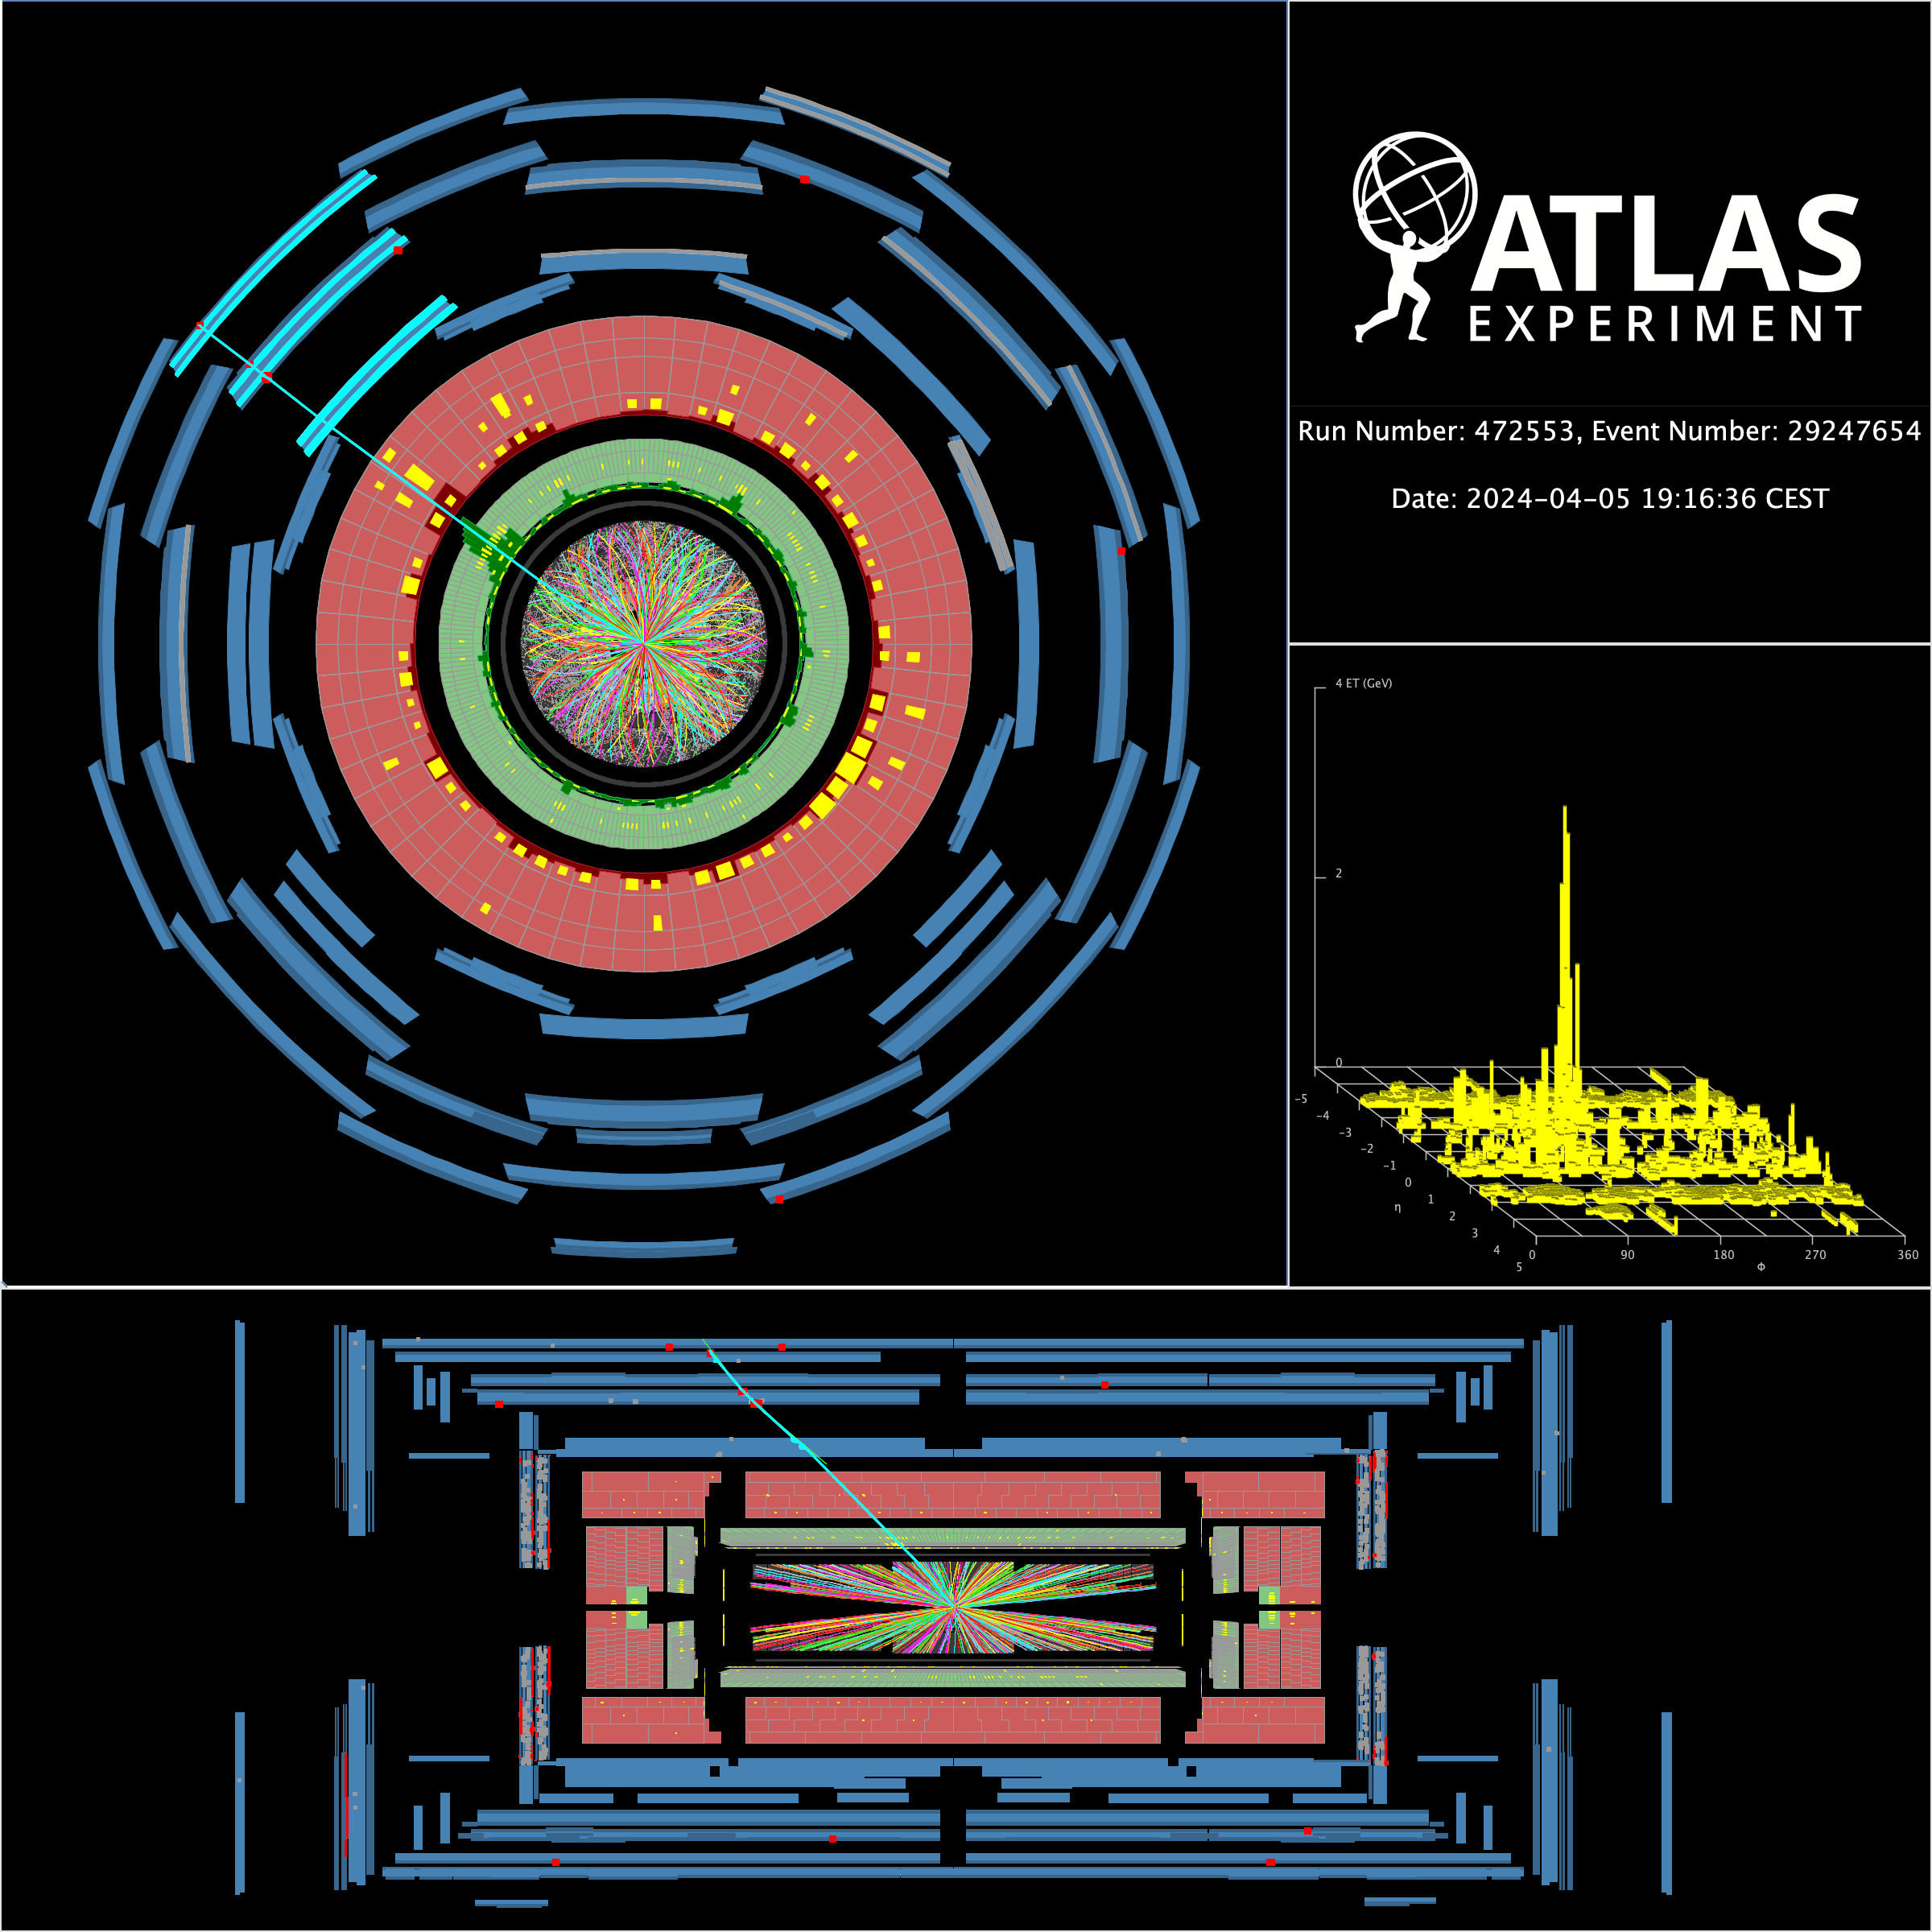 ATLAS
EXPERIMENT
Run Number: 472553, Event Number: 29247654
Date: 2024-04-05 19:16:36 CEST
4 ET (GeV)
2
0
−5
−4
−3
−2
−1
0
1
2
3
4
5
η
0 90 180 270 360
Φ